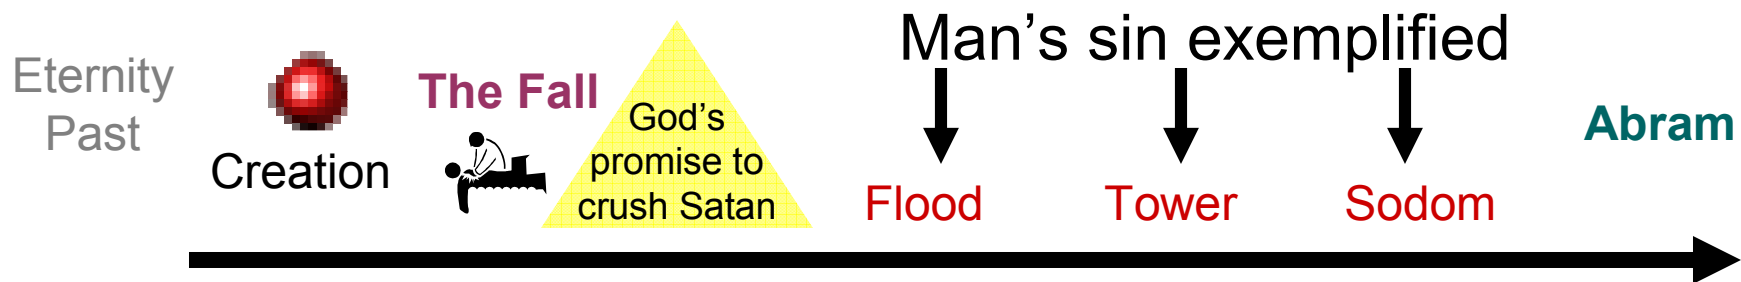 Eternity
Past
Creation
The Fall
God's
promise to
crush Satan
Man's sin exemplified
Flood
Tower
Sodom
Abram